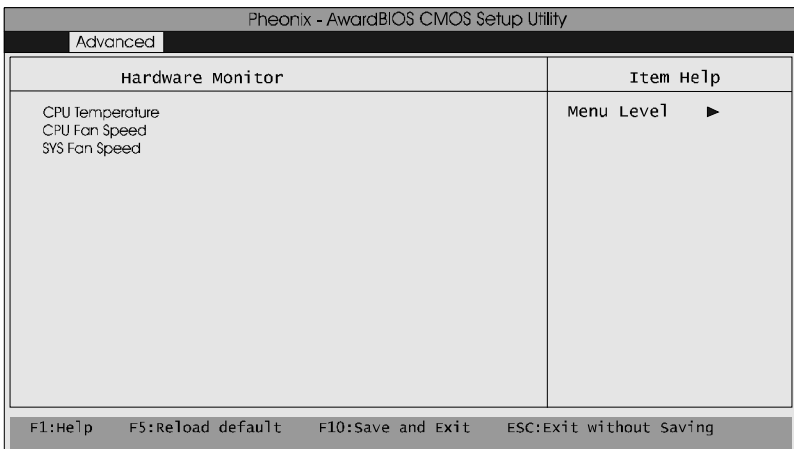 Pheonix - AwardBIOS CMOS Setup Utility
Advanced
Hardware Monitor
Item Help
CPU Temperature
CPU Fan Speed
SYS Fan Speed
Menu Level ►
F1:Help F5:Reload default F10:Save and Exit ESC:Exit without Saving